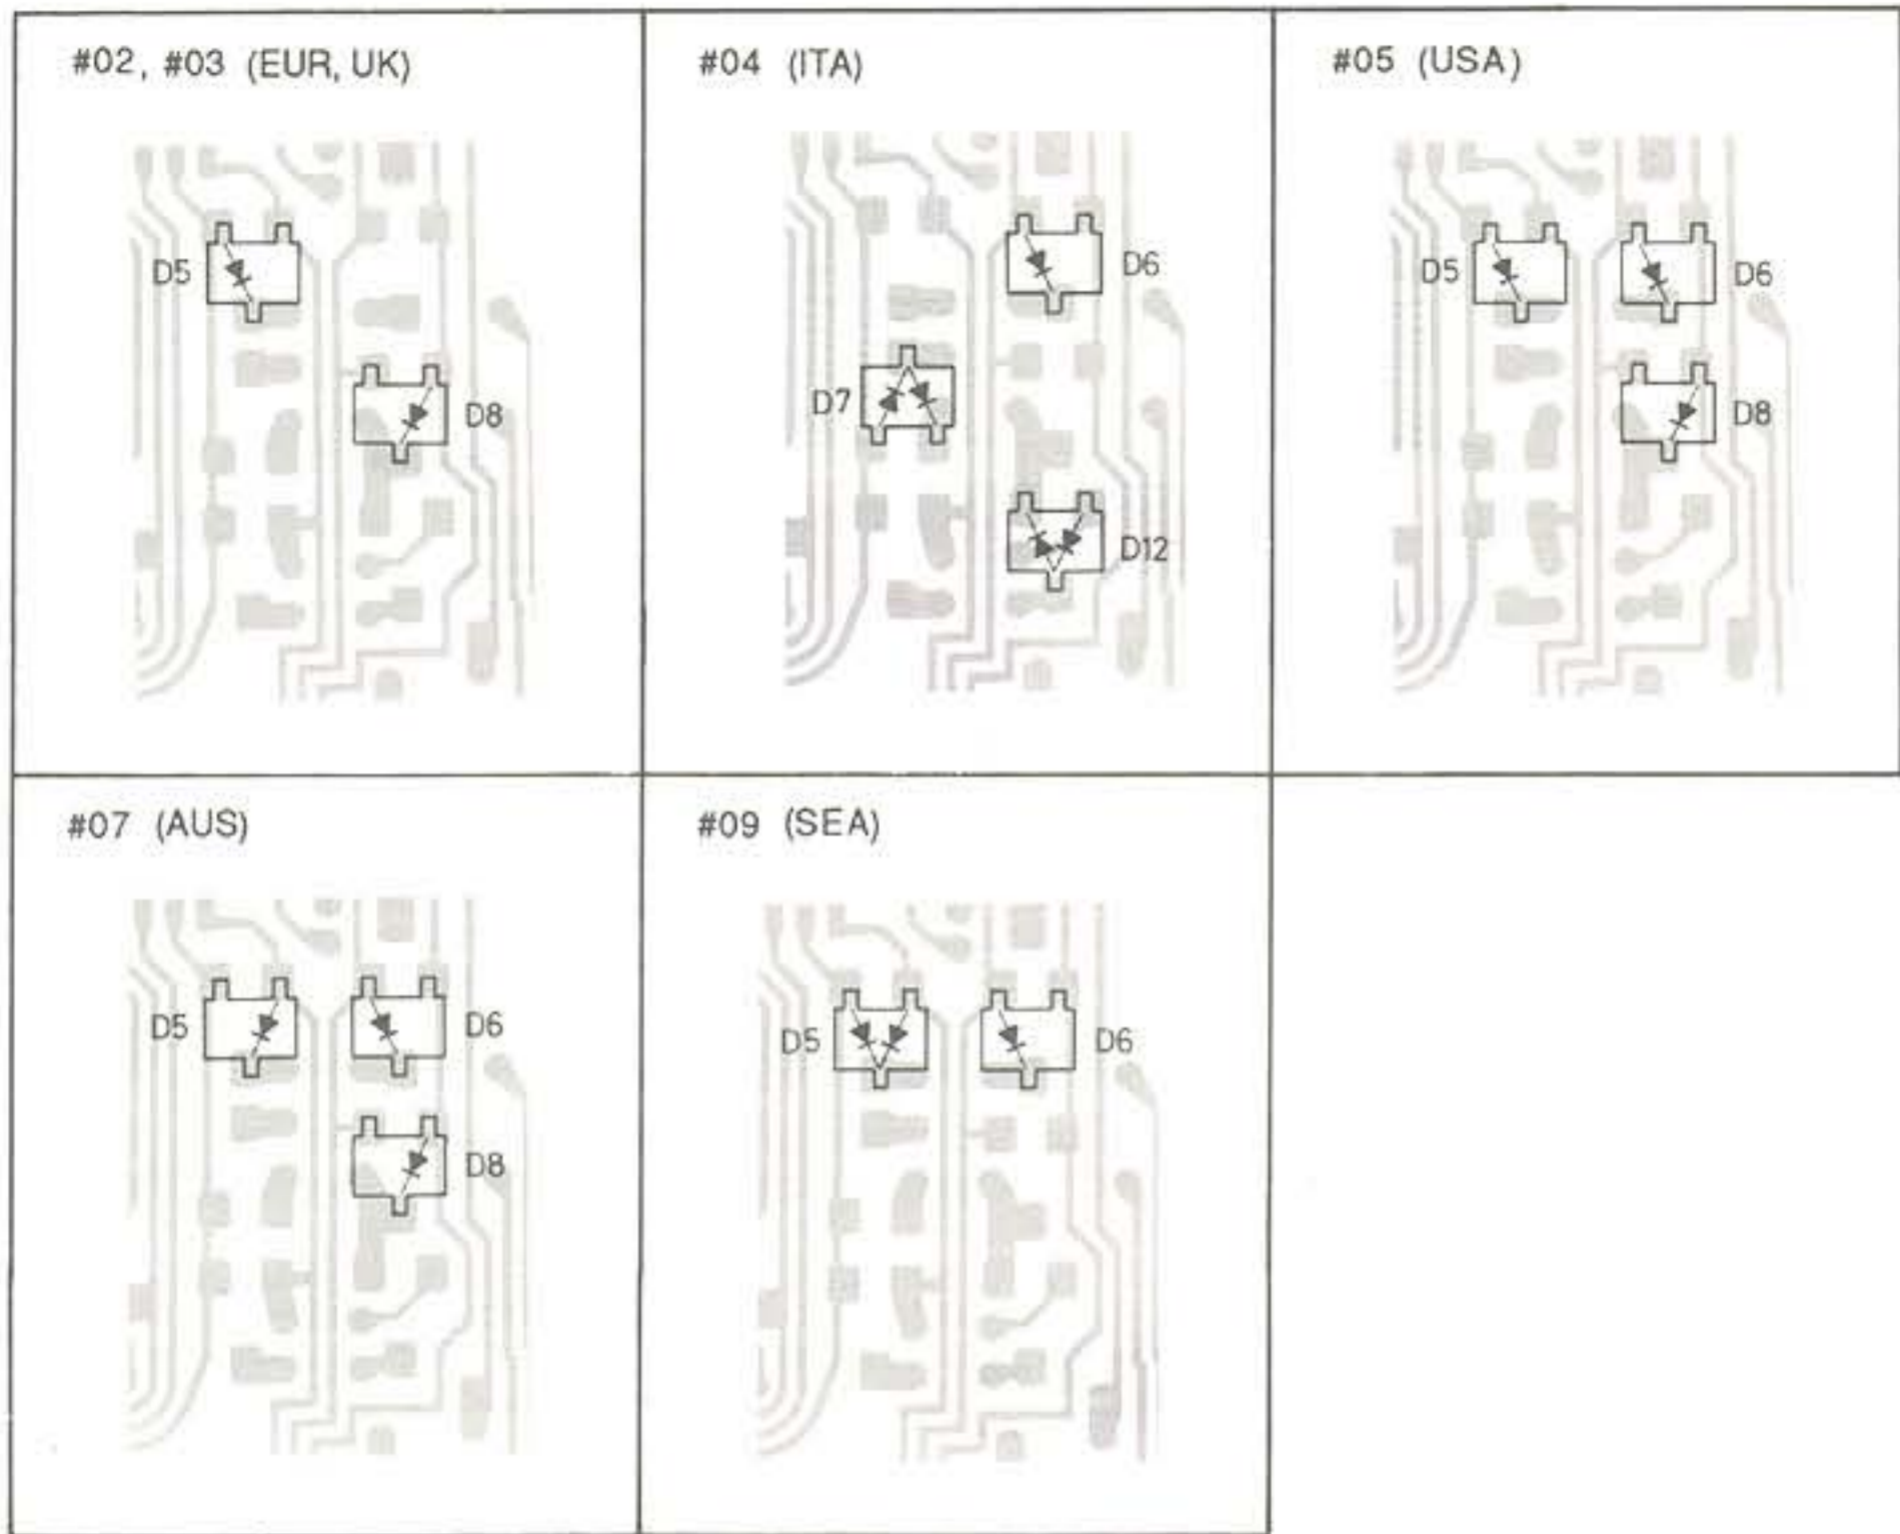 #02, #03 (EUR, UK)
D5
D8
#04 (ITA)
D6
D7
D12
#05 (USA)
D5
D6
D8
#07 (AUS)
D5
D6
D8
#09 (SEA)
D5
D6